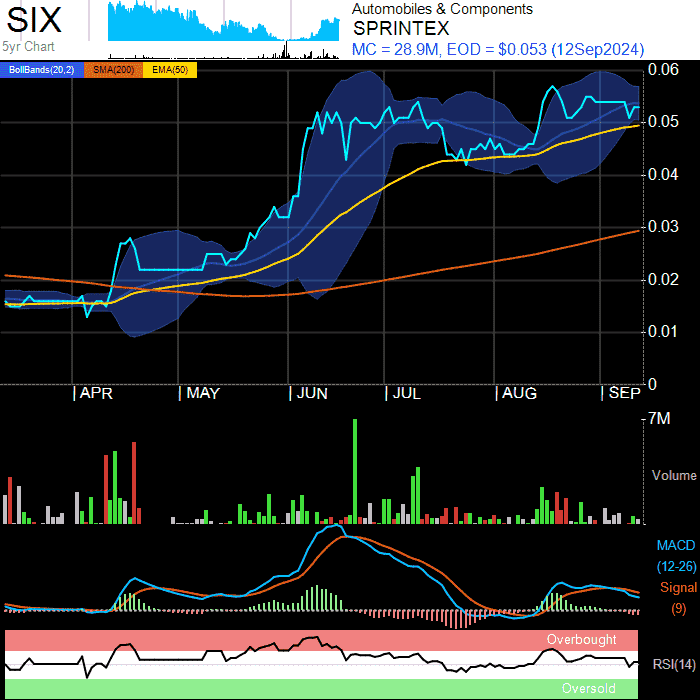 SIX
5yr Chart
Automobiles & Components
SPRINTEX
MC = 28.9M, EOD = $0.053 (12Sep2024)
BollBands(20,2) SMA(200) EMA(50)
0.06
0.05
0.04
0.03
0.02
0.01
0
APR MAY JUN JUL AUG SEP
7M
Volume
MACD
(12-26)
Signal
(9)
Overbought
RSI(14)
Oversold